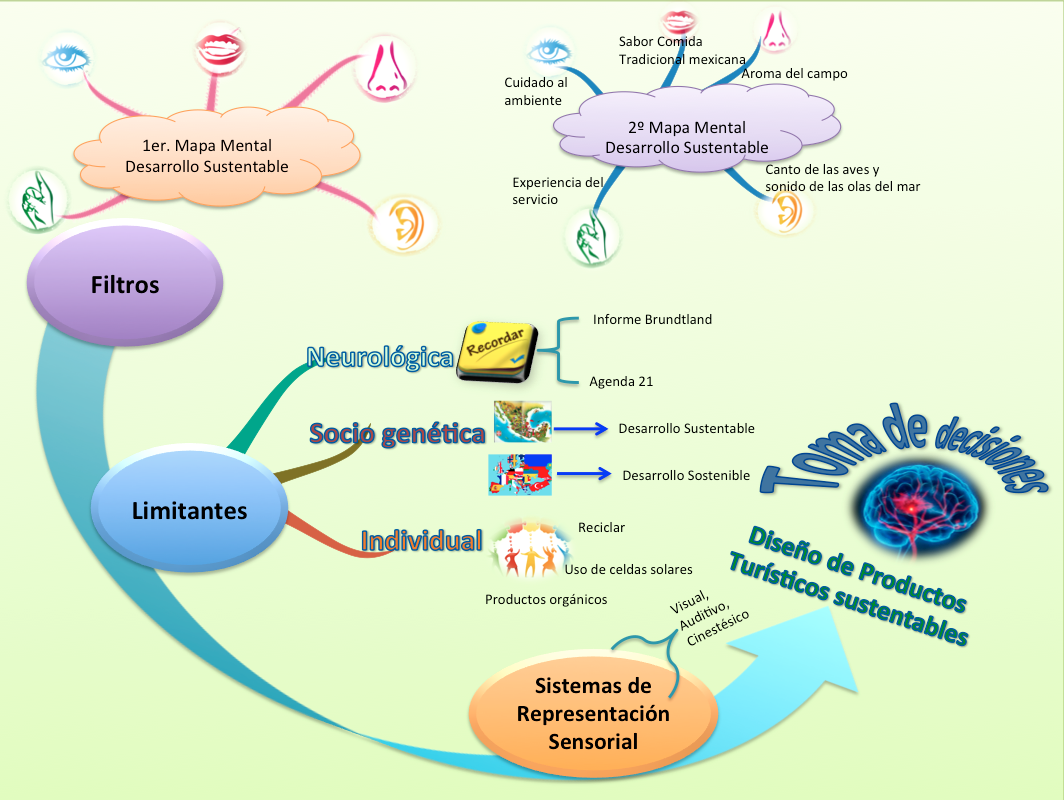 1er. Mapa Mental
Desarrollo Sustentable
Sabor Comida
Tradicional mexicana
Aroma del campo
Cuidado al
ambiente
2º Mapa Mental
Desarrollo Sustentable
Experiencia del
servicio
Canto de las aves y
sonido de las olas del mar
Filtros
Neurológica
Recordar
Informe Brundtland
Agenda 21
Socio genética
Desarrollo Sustentable
Desarrollo Sostenible
Limitantes
Individual
Reciclar
Uso de celdas solares
Productos orgánicos
Toma de decisiones
Diseño de Productos
Turísticos sustentables
Visual,
Auditivo,
Cinestésico
Sistemas de
Representación
Sensorial